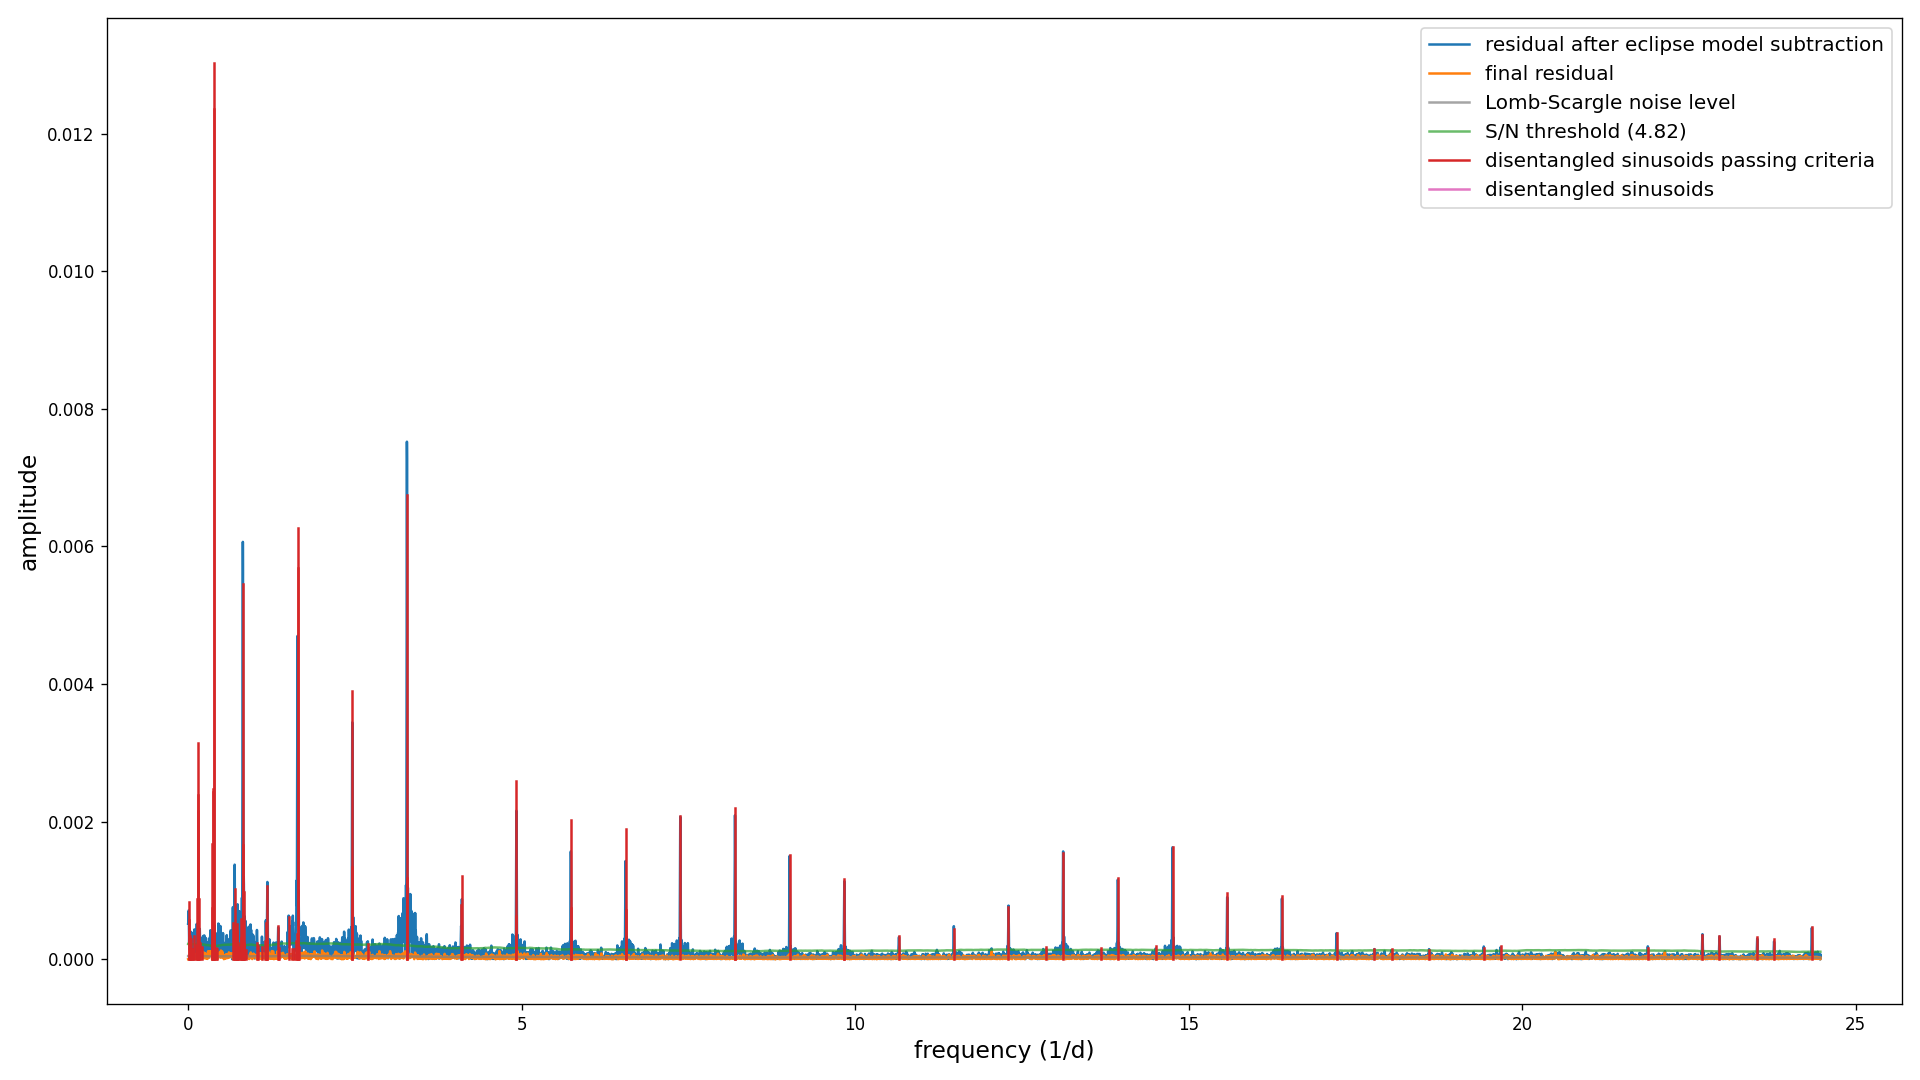 residual after eclipse model subtraction
final residual
Lomb-Scargle noise level
S/N threshold (4.82)
disentangled sinusoids passing criteria
disentangled sinusoids
amplitude
0.012
0.010
0.008
0.006
0.004
0.002
0.000
0 5 10 15 20 25
frequency (1/d)